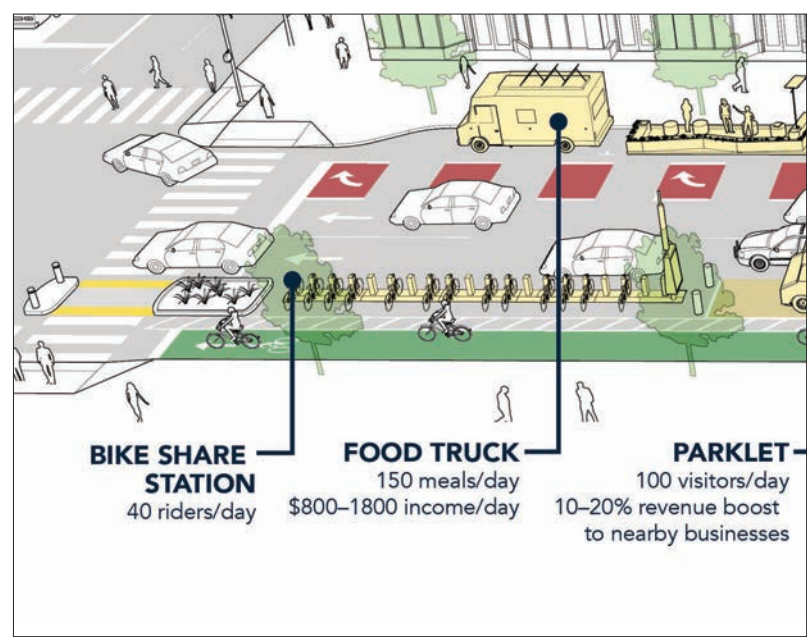 BIKE SHARE
STATION
40 riders/day
FOOD TRUCK
150 meals/day
$800–1800 income/day
PARKLET
100 visitors/day
10–20% revenue boost
to nearby businesses